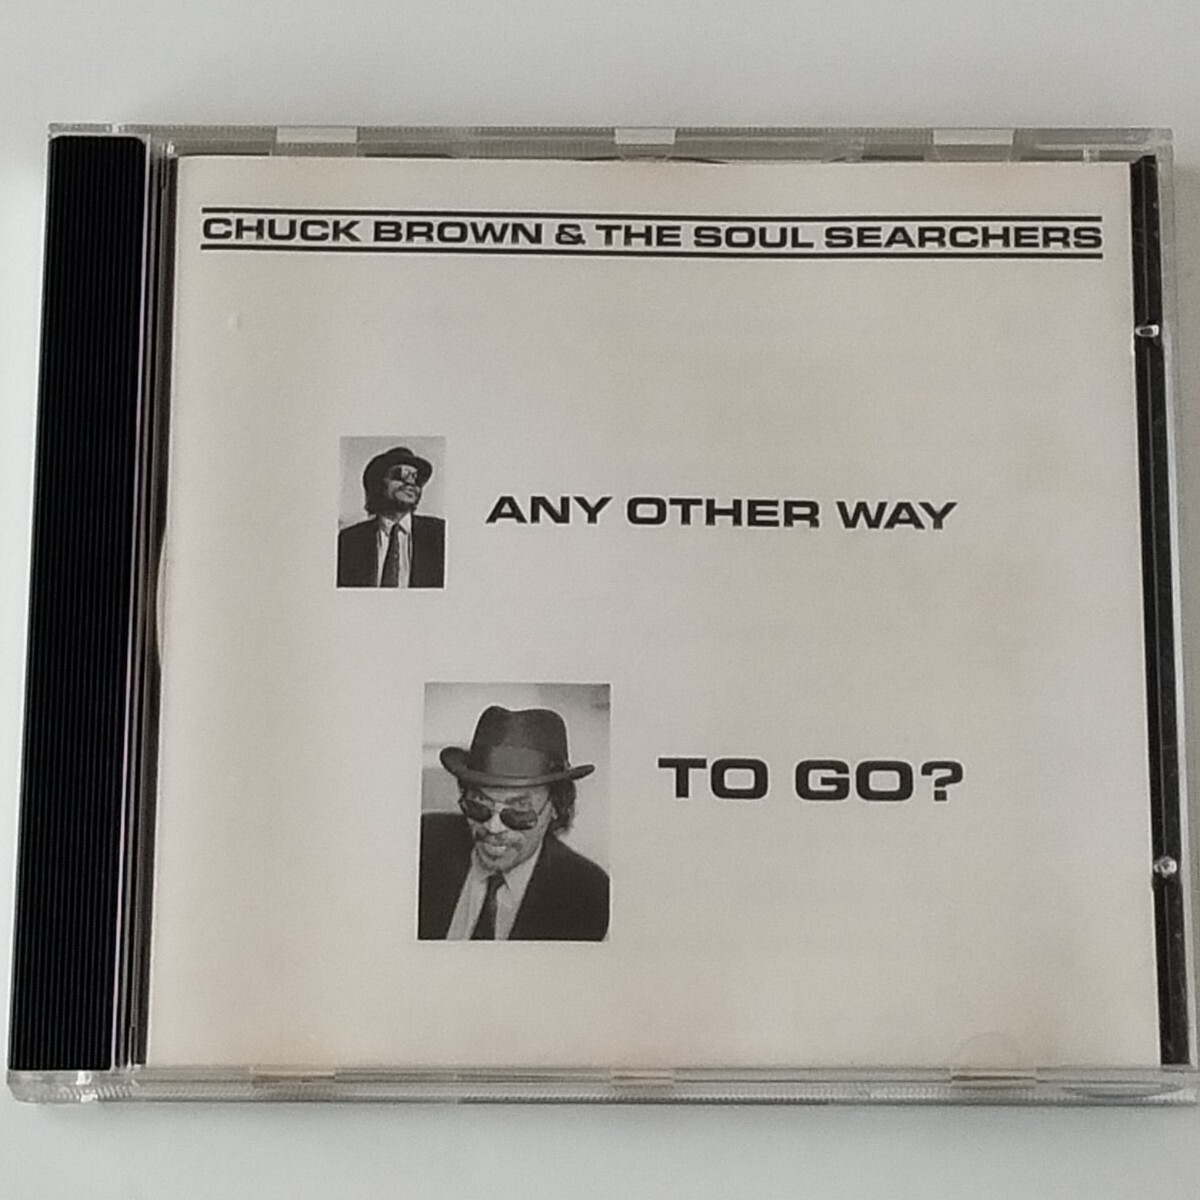 CHUCK BROWN & THE SOUL SEARCHERS
ANY OTHER WAY
TO GO?